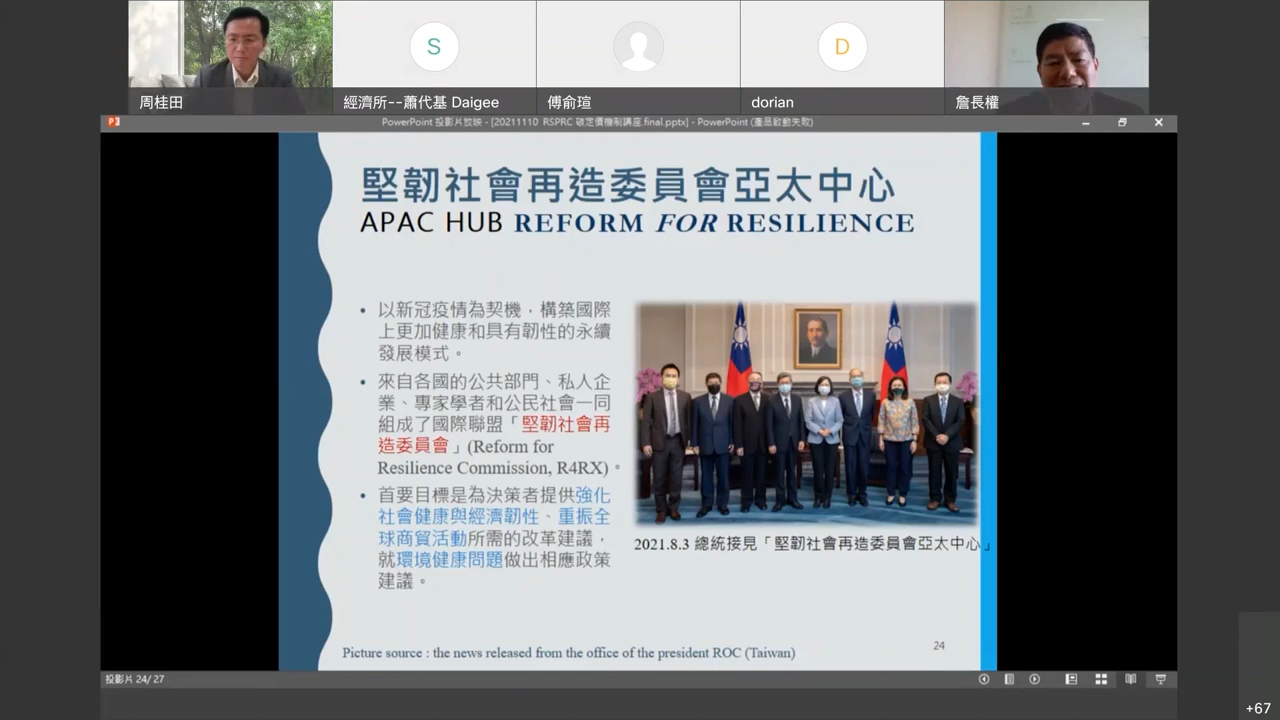 周桂田
經濟所--蕭代基 Daigee
傅俞瑄
dorian
詹長權
S
D
PowerPoint 投影片放映 - [20211110 RSPRC 碳定價機制講座.final.pptx] - PowerPoint (產品啟動失敗)
堅韌社會再造委員會亞太中心
APAC HUB REFORM FOR RESILIENCE
• 以新冠疫情為契機，構築國際
上更加健康和具有韌性的永續
發展模式。
• 來自各國的公共部門、私人企
業、專家學者和公民社會一同
組成了國際聯盟「堅韌社會再
造委員會」(Reform for
Resilience Commission, R4RX)。
• 首要目標是為決策者提供強化
社會健康與經濟韌性、重振全
球商貿活動所需的改革建議，
就環境健康問題做出相應政策
建議。
2021.8.3 總統接見「堅韌社會再造委員會亞太中心」
Picture source : the news released from the office of the president ROC (Taiwan)
24
投影片 24/ 27
+67